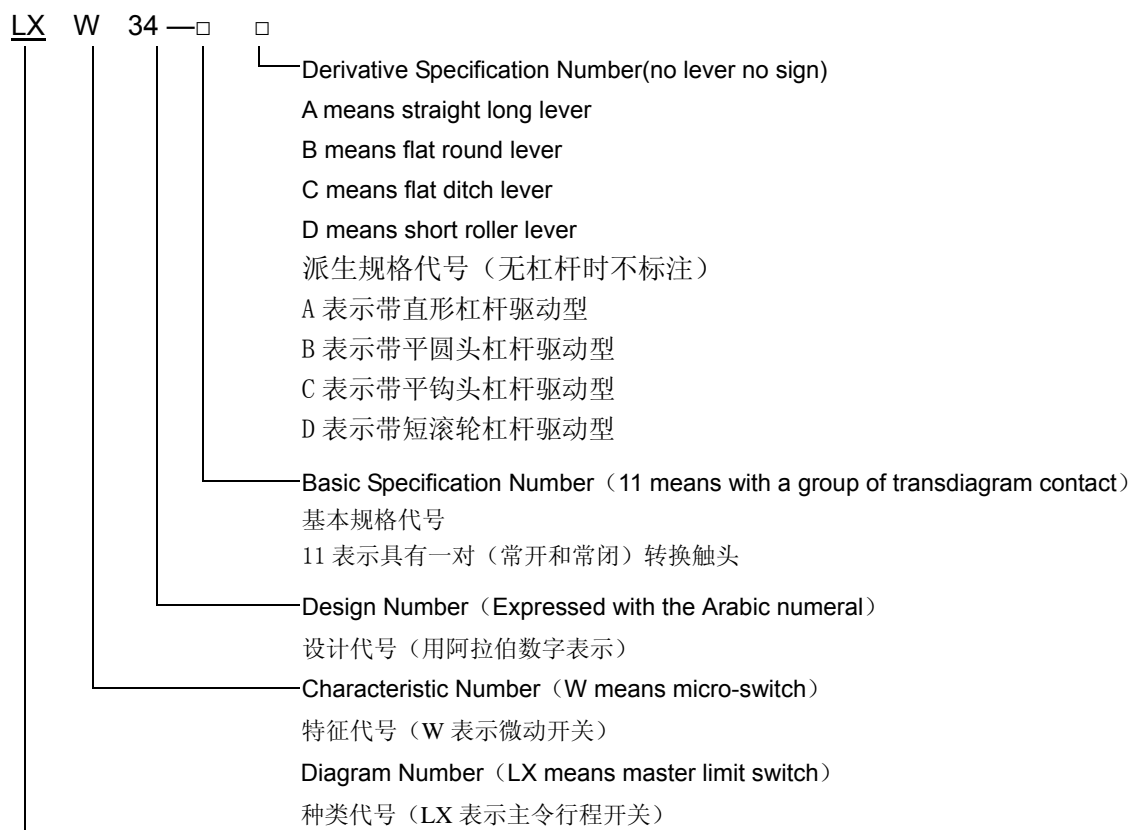 LX W 34 —□ □
Derivative Specification Number(no lever no sign)
A means straight long lever
B means flat round lever
C means flat ditch lever
D means short roller lever
派生规格代号（无杠杆时不标注）
A 表示带直形杠杆驱动型
B 表示带平圆头杠杆驱动型
C 表示带平钩头杠杆驱动型
D 表示带短滚轮杠杆驱动型
Basic Specification Number（11 means with a group of transdiagram contact）
基本规格代号
11 表示具有一对（常开和常闭）转换触头
Design Number（Expressed with the Arabic numeral）
设计代号（用阿拉伯数字表示）
Characteristic Number（W means micro-switch）
特征代号（W 表示微动开关）
Diagram Number（LX means master limit switch）
种类代号（LX 表示主令行程开关）